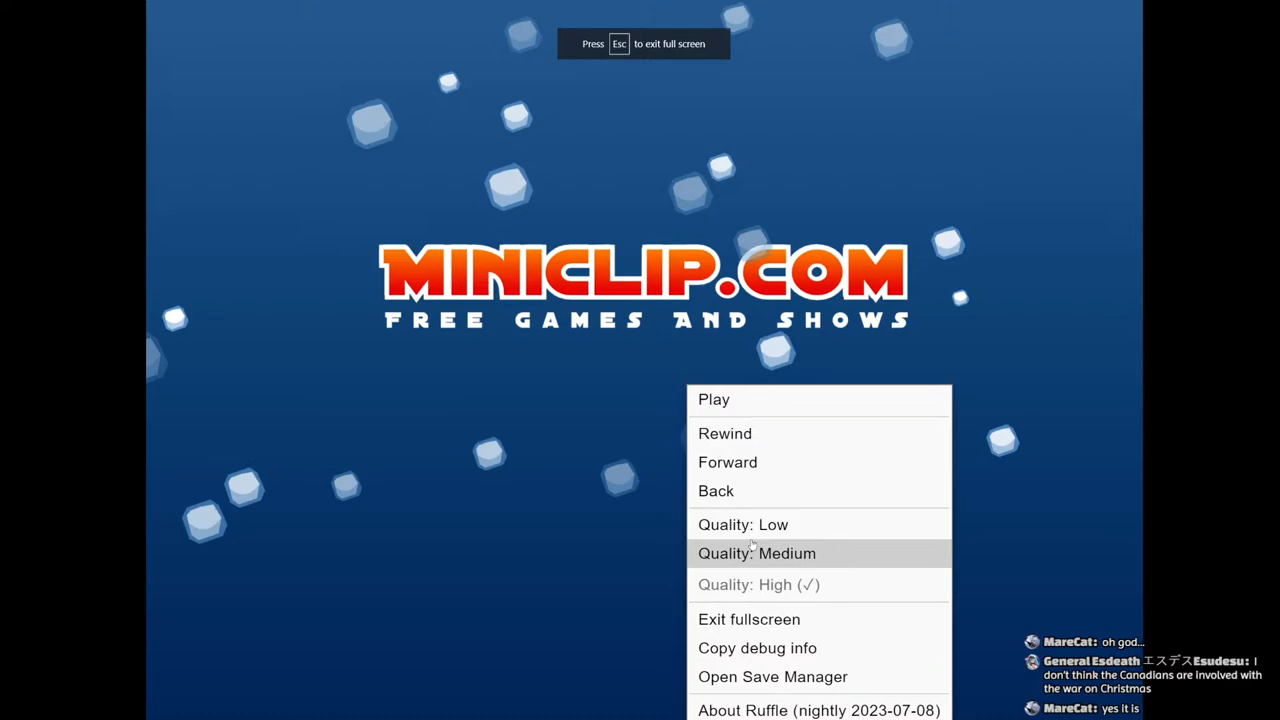 Press Esc to exit full screen
MINICLIP.COM
FREE GAMES AND SHOWS
Play
Rewind
Forward
Back
Quality: Low
Quality: Medium
Quality: High (✓)
Exit fullscreen
Copy debug info
Open Save Manager
About Ruffle (nightly 2023-07-08)
MareCat: oh god...
General Esdeath エスデスEsudesu: I
don't think the Canadians are involved with
the war on Christmas
MareCat: yes it is